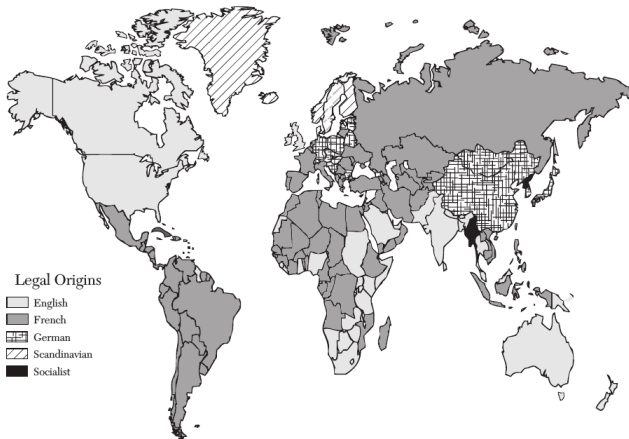 Legal Origins
English
French
German
Scandinavian
Socialist